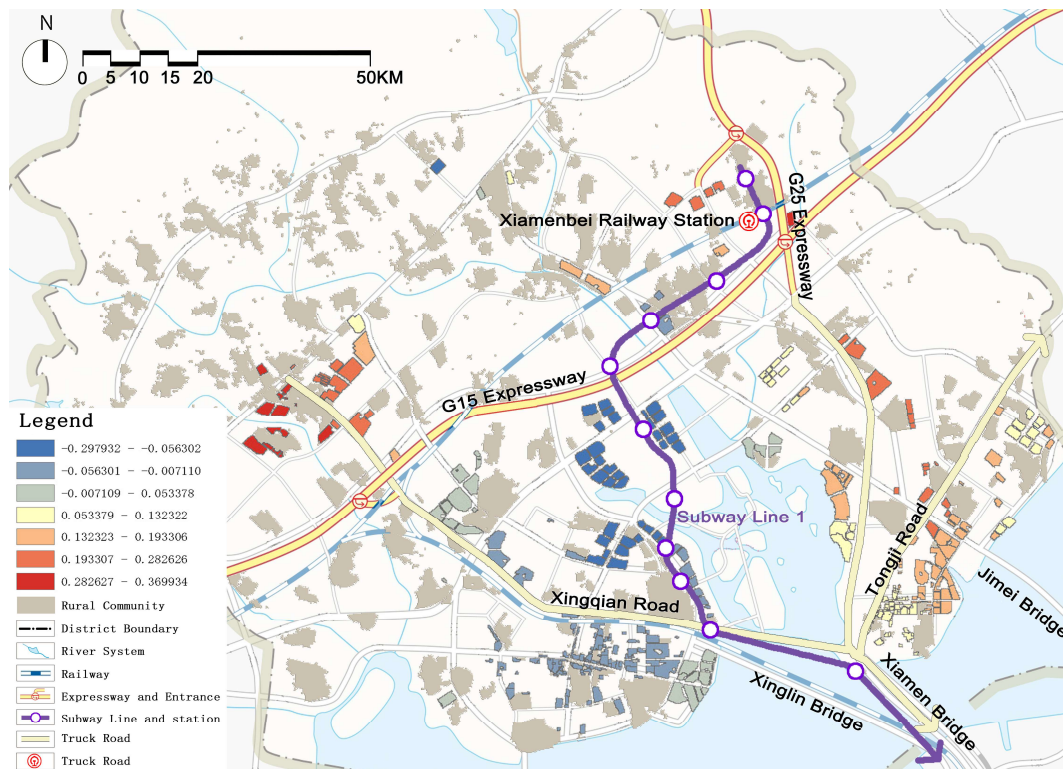 N
0 5 10 15 20 50KM
G25 Expressway
Xiamenbei Railway Station
G15 Expressway
Subway Line 1
Tongji Road
Jimei Bridge
Xingqian Road
Xiamen Bridge
Xinglin Bridge
Legend
-0.297932 - -0.056302
-0.056301 - -0.007110
-0.007109 - 0.053378
0.053379 - 0.132322
0.132323 - 0.193306
0.193307 - 0.282626
0.282627 - 0.369934
Rural Community
District Boundary
River System
Railway
Expressway and Entrance
Subway Line and station
Truck Road
Truck Road